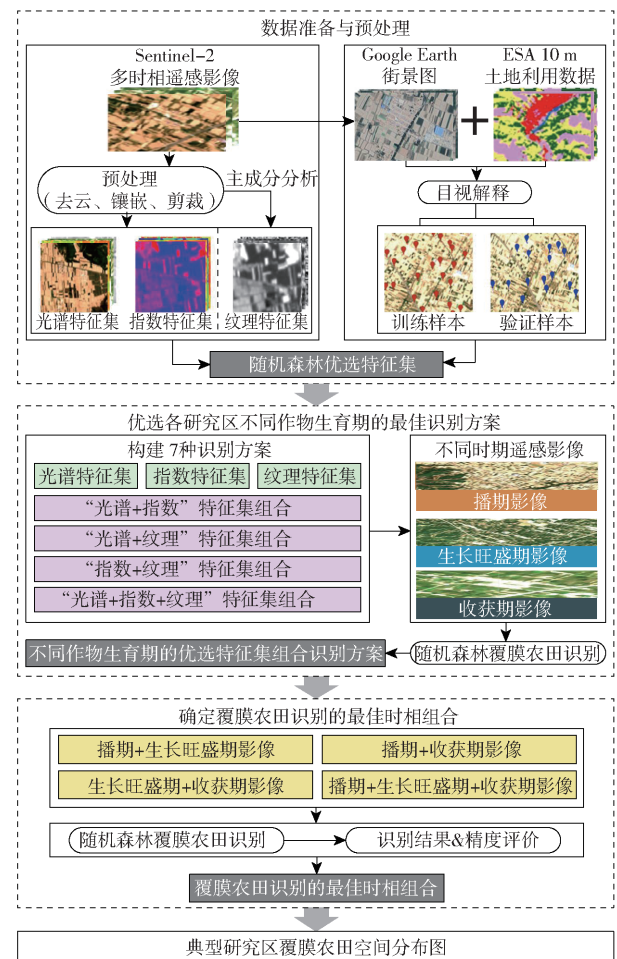 数据准备与预处理
Sentinel-2
多时相遥感影像
Google Earth
街景图
ESA 10 m
土地利用数据
预处理
(去云、镶嵌、剪裁)
主成分分析
目视解释
光谱特征集
指数特征集
纹理特征集
训练样本
验证样本
随机森林优选特征集
优选各研究区不同作物生育期的最佳识别方案
构建 7种识别方案
光谱特征集
指数特征集
纹理特征集
“光谱+指数”特征集组合
“光谱+纹理”特征集组合
“指数+纹理”特征集组合
“光谱+指数+纹理”特征集组合
不同时期遥感影像
播期影像
生长旺盛期影像
收获期影像
不同作物生育期的优选特征集组合识别方案
随机森林覆膜农田识别
确定覆膜农田识别的最佳时相组合
播期+生长旺盛期影像
播期+收获期影像
生长旺盛期+收获期影像
播期+生长旺盛期+收获期影像
随机森林覆膜农田识别
识别结果&精度评价
覆膜农田识别的最佳时相组合
典型研究区覆膜农田空间分布图